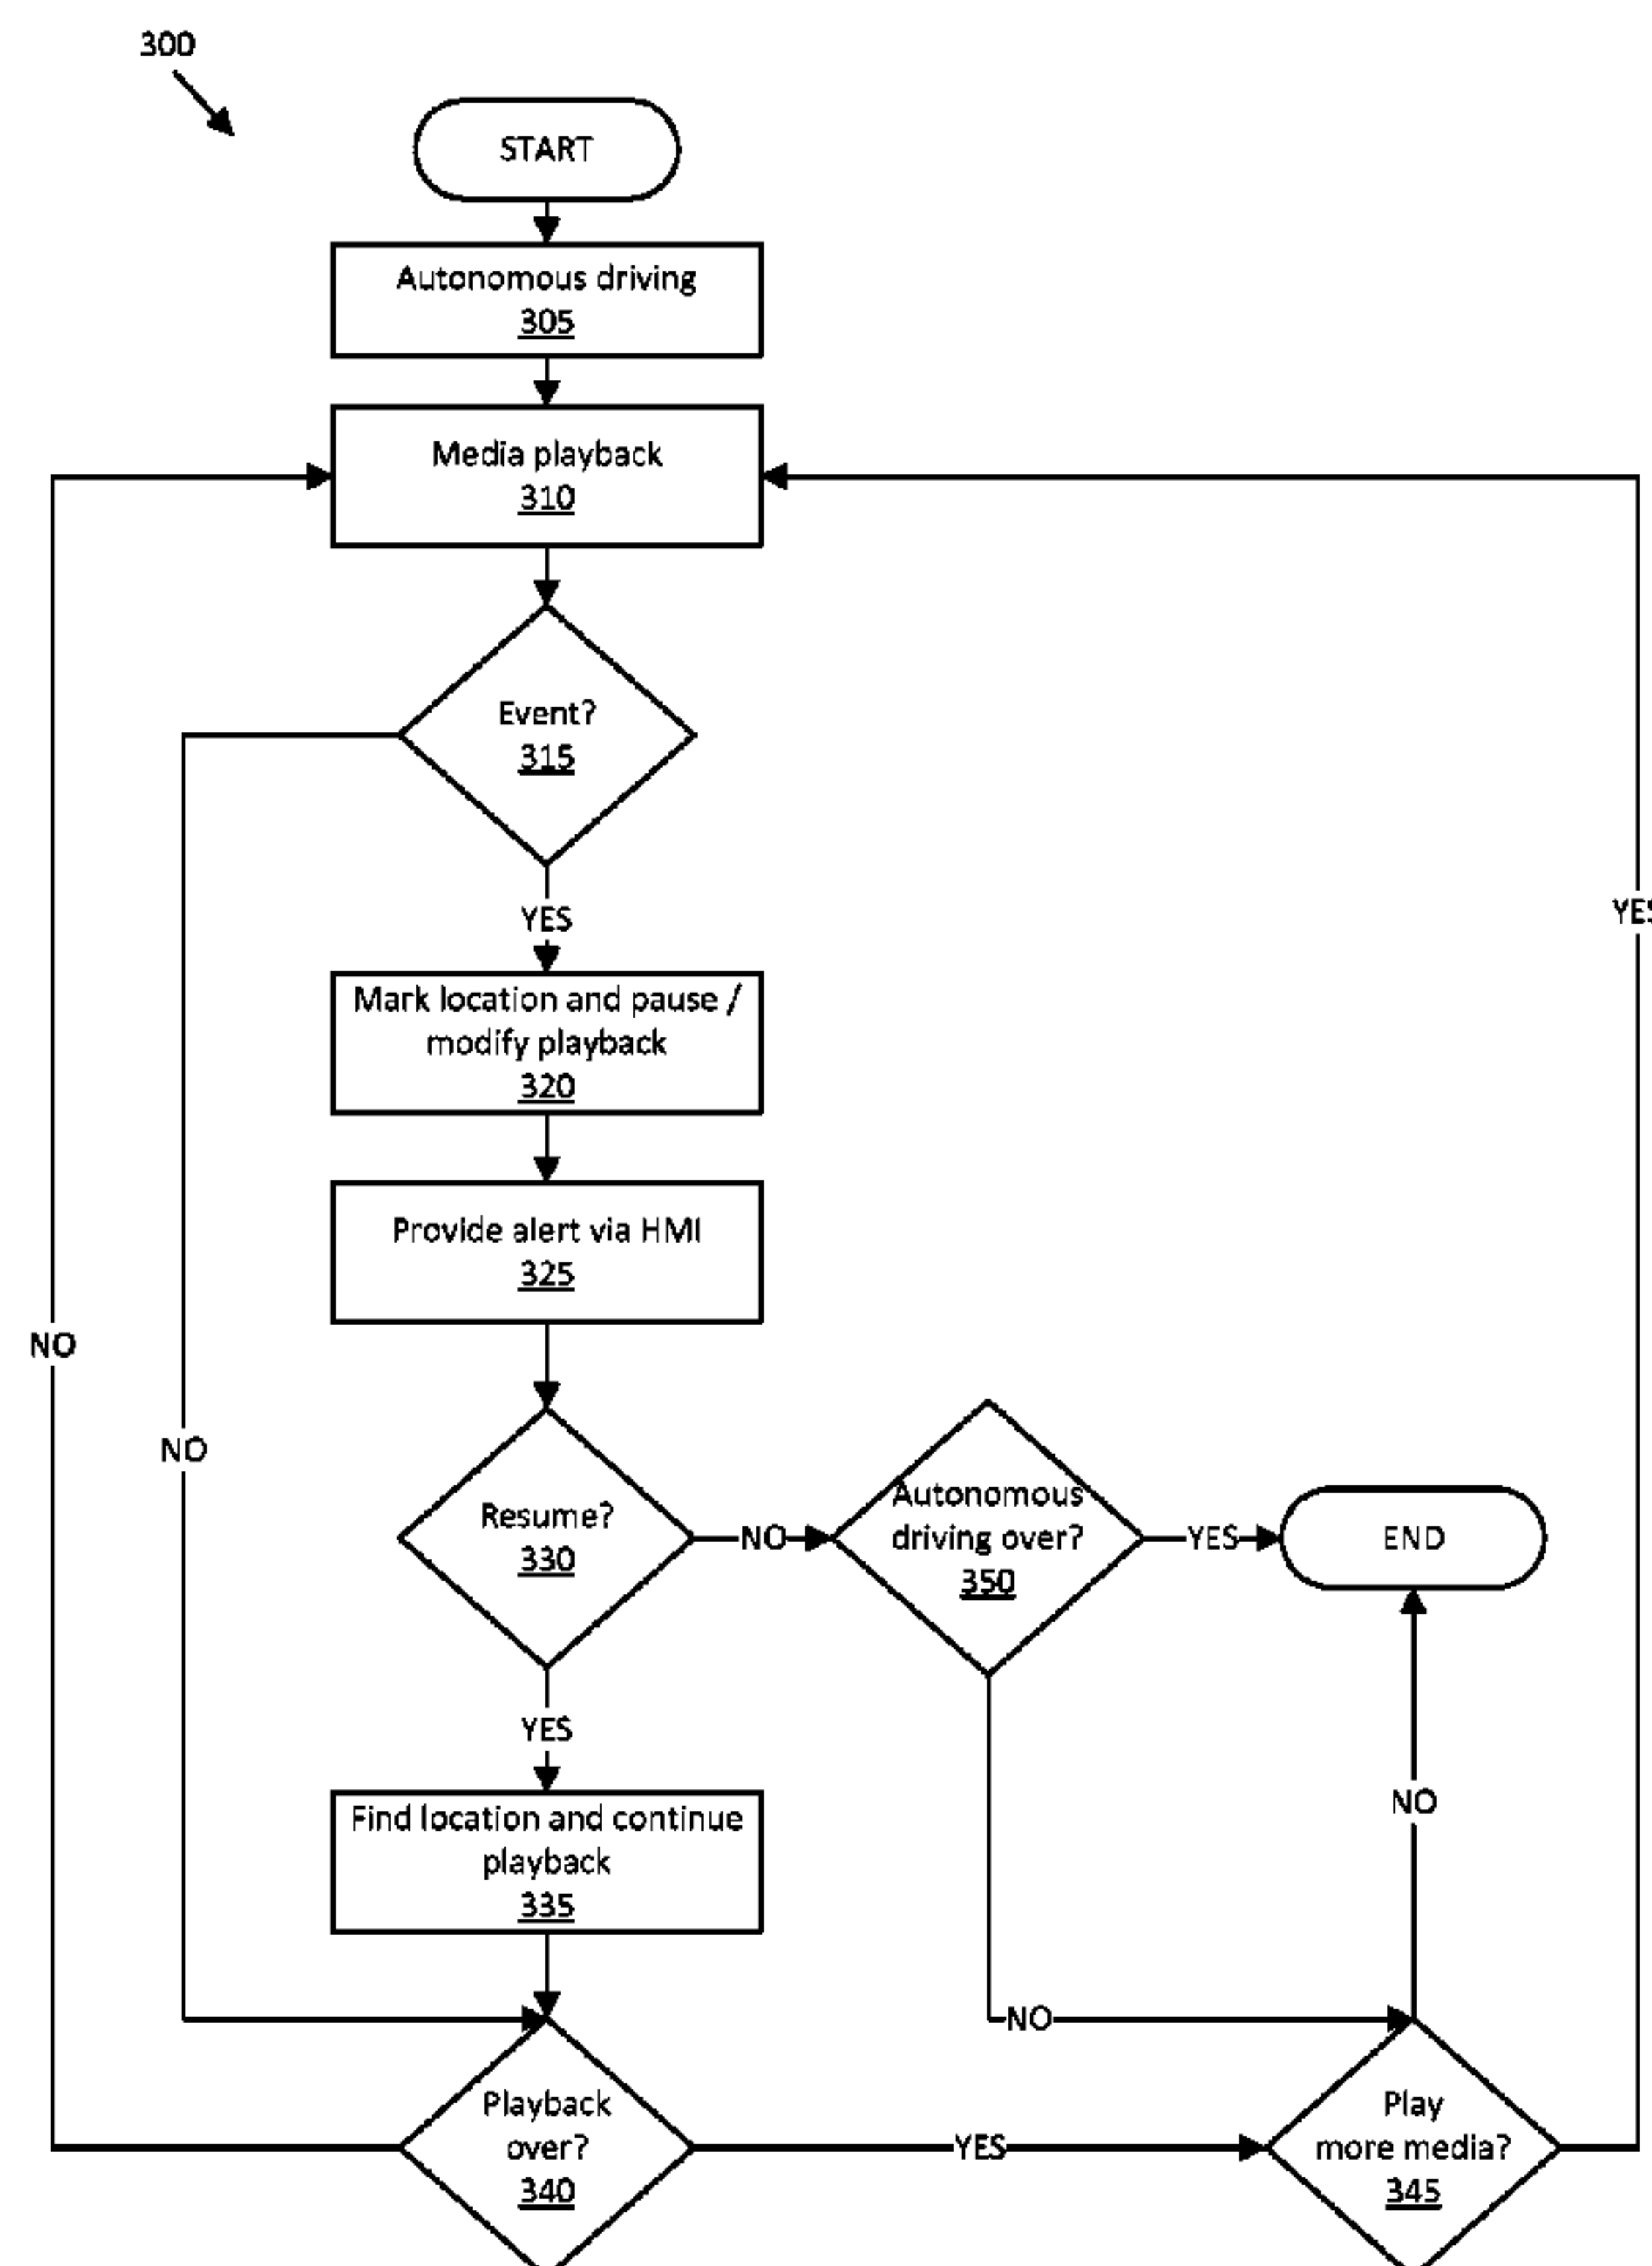 300
START
Autonomous driving
305
Media playback
310
Event?
315
YES
YES
Mark location and pause /
modify playback
320
Provide alert via HMI
325
NO
NO
Resume?
330
NO
Autonomous
driving over?
350
YES
END
YES
NO
Find location and continue
playback
335
NO
Playback
over?
340
YES
Play
more media?
345